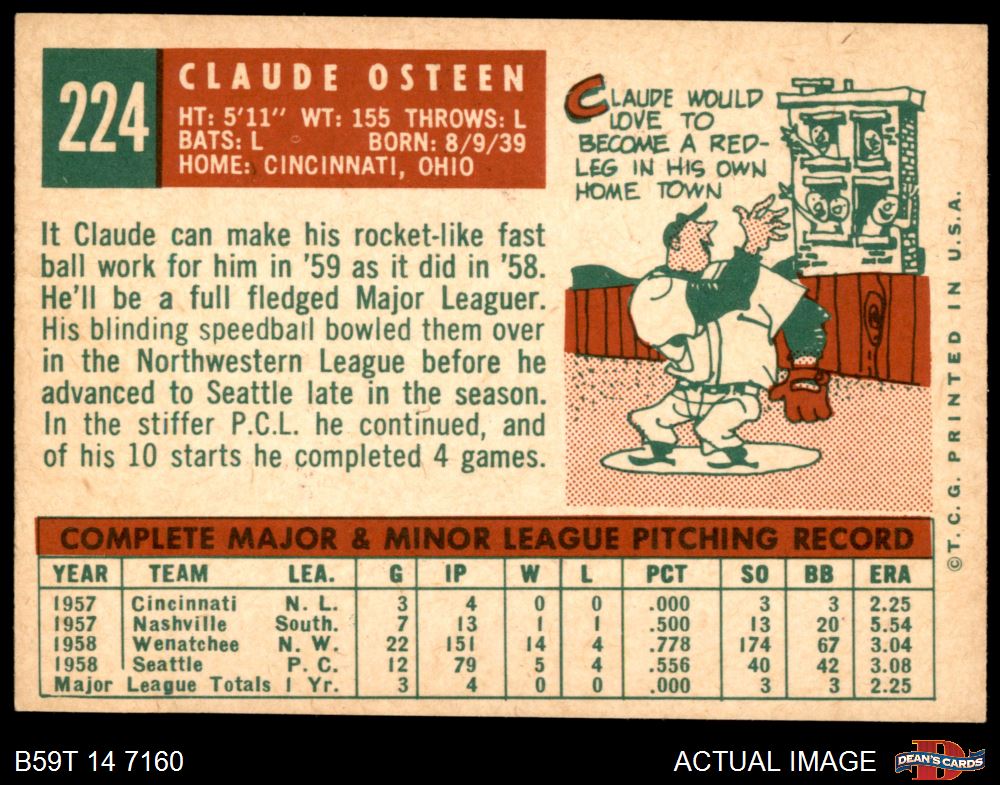 224
CLAUDE OSTEEN
HT: 5'11" WT: 155 THROWS: L
BATS: L BORN: 8/9/39
HOME: CINCINNATI, OHIO
CLAUDE WOULD
LOVE TO
BECOME A RED-
LEG IN HIS OWN
HOME TOWN
It Claude can make his rocket-like fast
ball work for him in '59 as it did in '58.
He'll be a full fledged Major Leaguer.
His blinding speedball bowled them over
in the Northwestern League before he
advanced to Seattle late in the season.
In the stiffer P.C.L. he continued, and
of his 10 starts he completed 4 games.
©T.C.G. PRINTED IN U.S.A.
COMPLETE MAJOR & MINOR LEAGUE PITCHING RECORD
YEAR TEAM LEA. G IP W L PCT SO BB ERA
1957 Cincinnati N. L. 3 4 0 0 .000 3 3 2.25
1957 Nashville South. 7 13 1 1 .500 13 20 5.54
1958 Wenatchee N. W. 22 151 14 4 .778 174 67 3.04
1958 Seattle P. C. 12 79 5 4 .556 40 42 3.08
Major League Totals 1 Yr. 3 4 0 0 .000 3 3 2.25
B59T 14 7160
ACTUAL IMAGE
D
DEAN'S CARDS